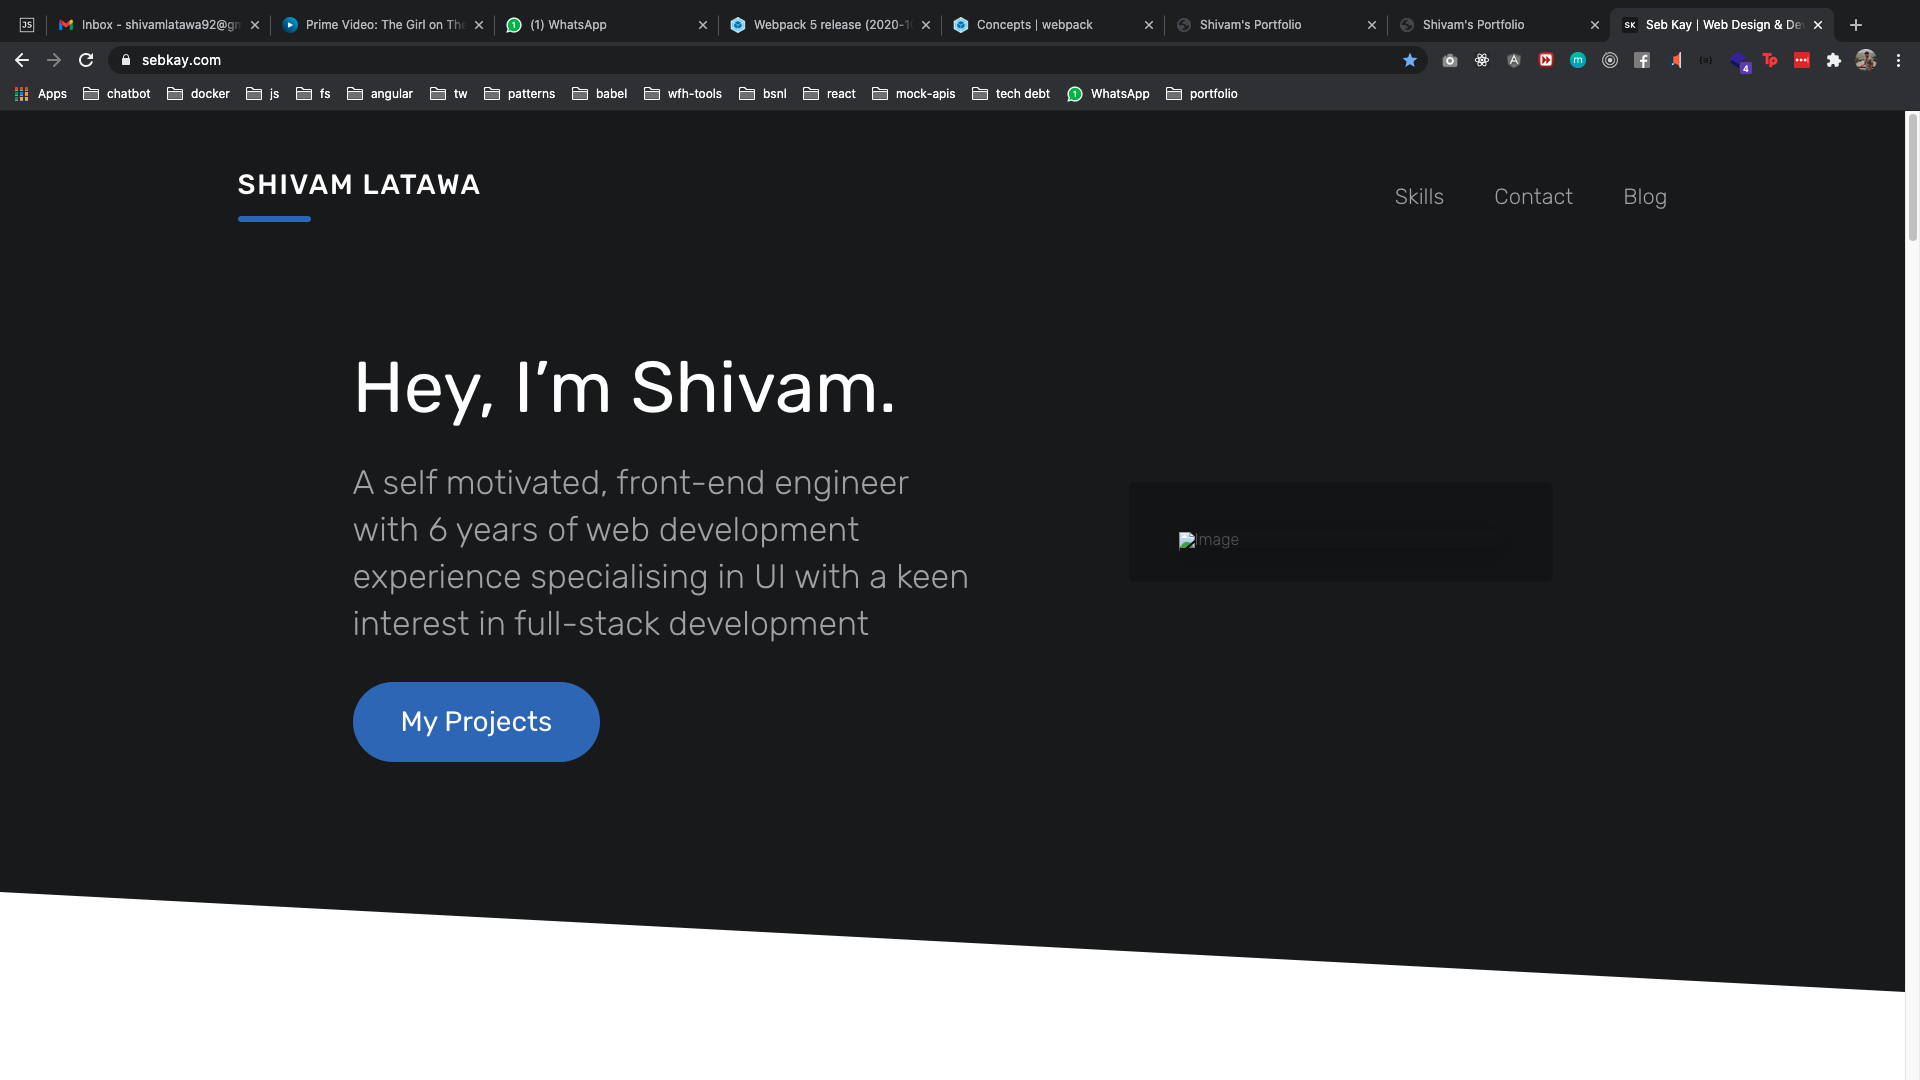 JS
Inbox - shivamlatawa92@gm
Prime Video: The Girl on The
(1) WhatsApp
Webpack 5 release (2020-10
Concepts | webpack
Shivam's Portfolio
Shivam's Portfolio
SK
Seb Kay | Web Design & De
sebkay.com
4
Apps
chatbot
docker
js
fs
angular
tw
patterns
babel
wfh-tools
bsnl
react
mock-apis
tech debt
WhatsApp
portfolio
SHIVAM LATAWA
Skills
Contact
Blog
Hey, I’m Shivam.
A self motivated, front-end engineer
with 6 years of web development
experience specialising in UI with a keen
interest in full-stack development
Image
My Projects